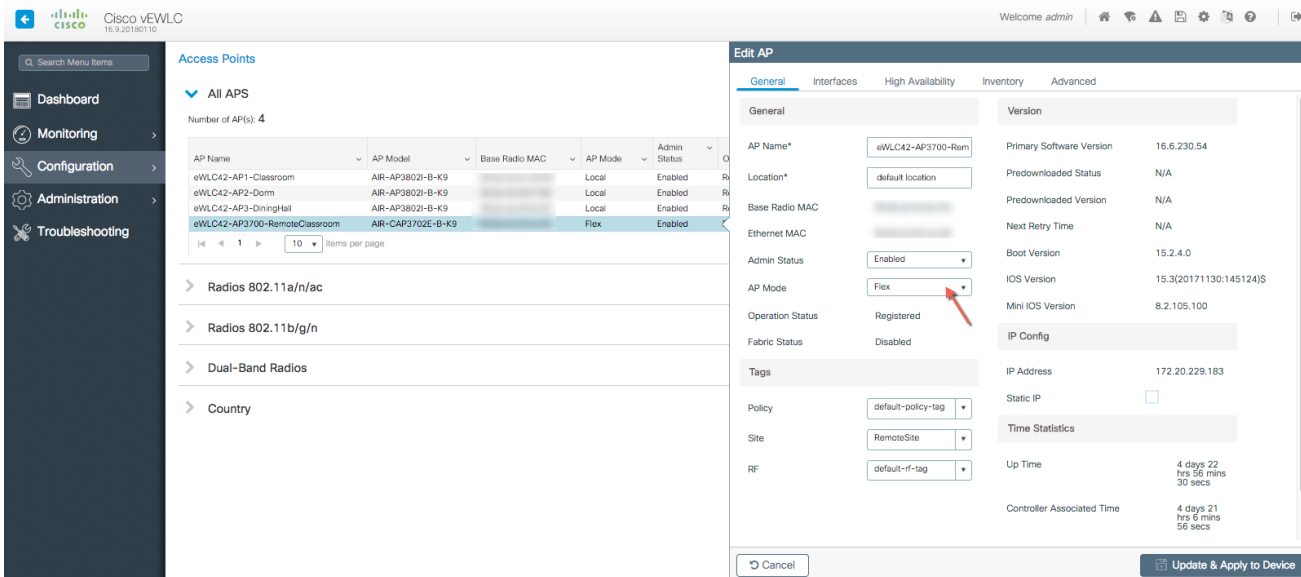 cisco
Cisco vEWLC
16.9.20180110
Welcome admin
Search Menu Items
Dashboard
Monitoring
Configuration
Administration
Troubleshooting
Access Points
All APS
Number of AP(s): 4
AP Name AP Model Base Radio MAC AP Mode Admin Status
eWLC42-AP1-Classroom AIR-AP3802I-B-K9 Local Enabled
eWLC42-AP2-Dorm AIR-AP3802I-B-K9 Local Enabled
eWLC42-AP3-DiningHall AIR-AP3802I-B-K9 Local Enabled
eWLC42-AP3700-RemoteClassroom AIR-CAP3702E-B-K9 Flex Enabled
1 10 items per page
Radios 802.11a/n/ac
Radios 802.11b/g/n
Dual-Band Radios
Country
Edit AP
General Interfaces High Availability Inventory Advanced
General
AP Name* eWLC42-AP3700-Rem
Location* default location
Base Radio MAC
Ethernet MAC
Admin Status Enabled
AP Mode Flex
Operation Status Registered
Fabric Status Disabled
Tags
Policy default-policy-tag
Site RemoteSite
RF default-rf-tag
Version
Primary Software Version 16.6.230.54
Predownloaded Status N/A
Predownloaded Version N/A
Next Retry Time N/A
Boot Version 15.2.4.0
IOS Version 15.3(20171130:145124)$
Mini IOS Version 8.2.105.100
IP Config
IP Address 172.20.229.183
Static IP
Time Statistics
Up Time 4 days 22
hrs 56 mins
30 secs
Controller Associated Time 4 days 21
hrs 6 mins
56 secs
Cancel
Update & Apply to Device